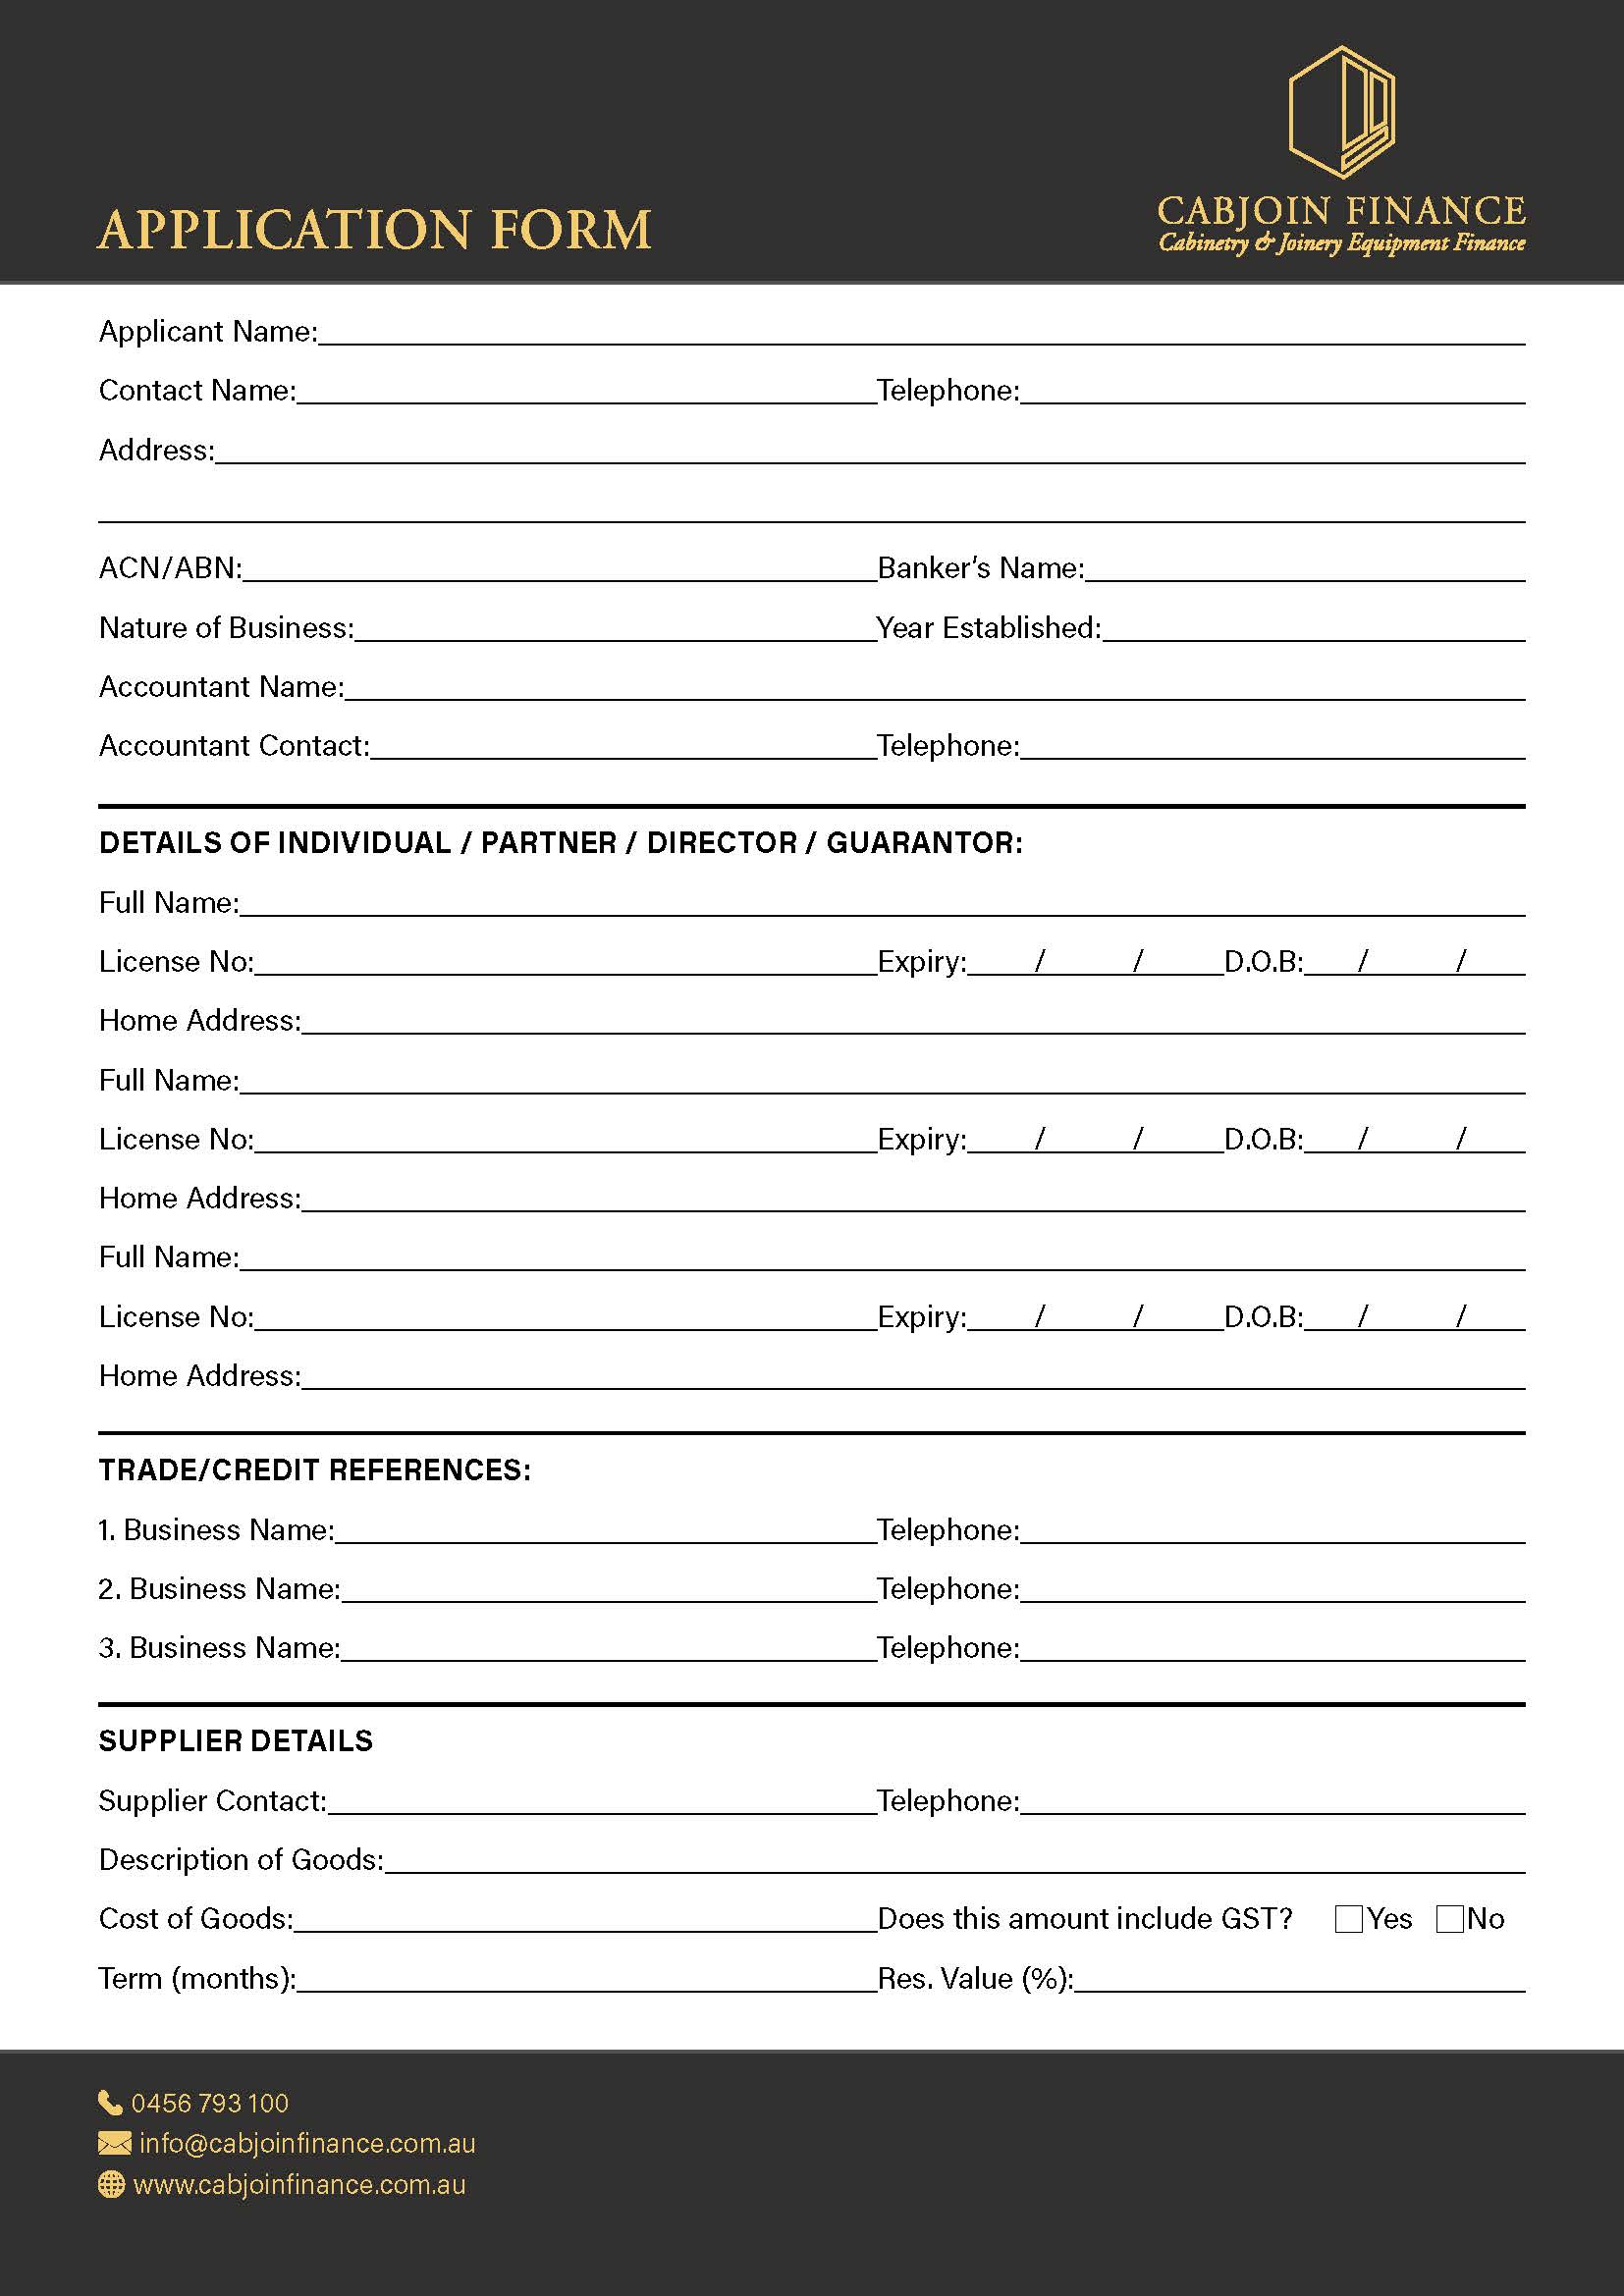 CABJOIN FINANCE
Cabinetry & Joinery Equipment Finance
APPLICATION FORM
Applicant Name:
Contact Name: Telephone:
Address:
ACN/ABN: Banker’s Name:
Nature of Business: Year Established:
Accountant Name:
Accountant Contact: Telephone:
DETAILS OF INDIVIDUAL / PARTNER / DIRECTOR / GUARANTOR:
Full Name:
License No: Expiry: / / D.O.B: / /
Home Address:
Full Name:
License No: Expiry: / / D.O.B: / /
Home Address:
Full Name:
License No: Expiry: / / D.O.B: / /
Home Address:
TRADE/CREDIT REFERENCES:
1. Business Name: Telephone:
2. Business Name: Telephone:
3. Business Name: Telephone:
SUPPLIER DETAILS
Supplier Contact: Telephone:
Description of Goods:
Cost of Goods: Does this amount include GST? Yes No
Term (months): Res. Value (%):
0456 793 100
info@cabjoinfinance.com.au
www.cabjoinfinance.com.au